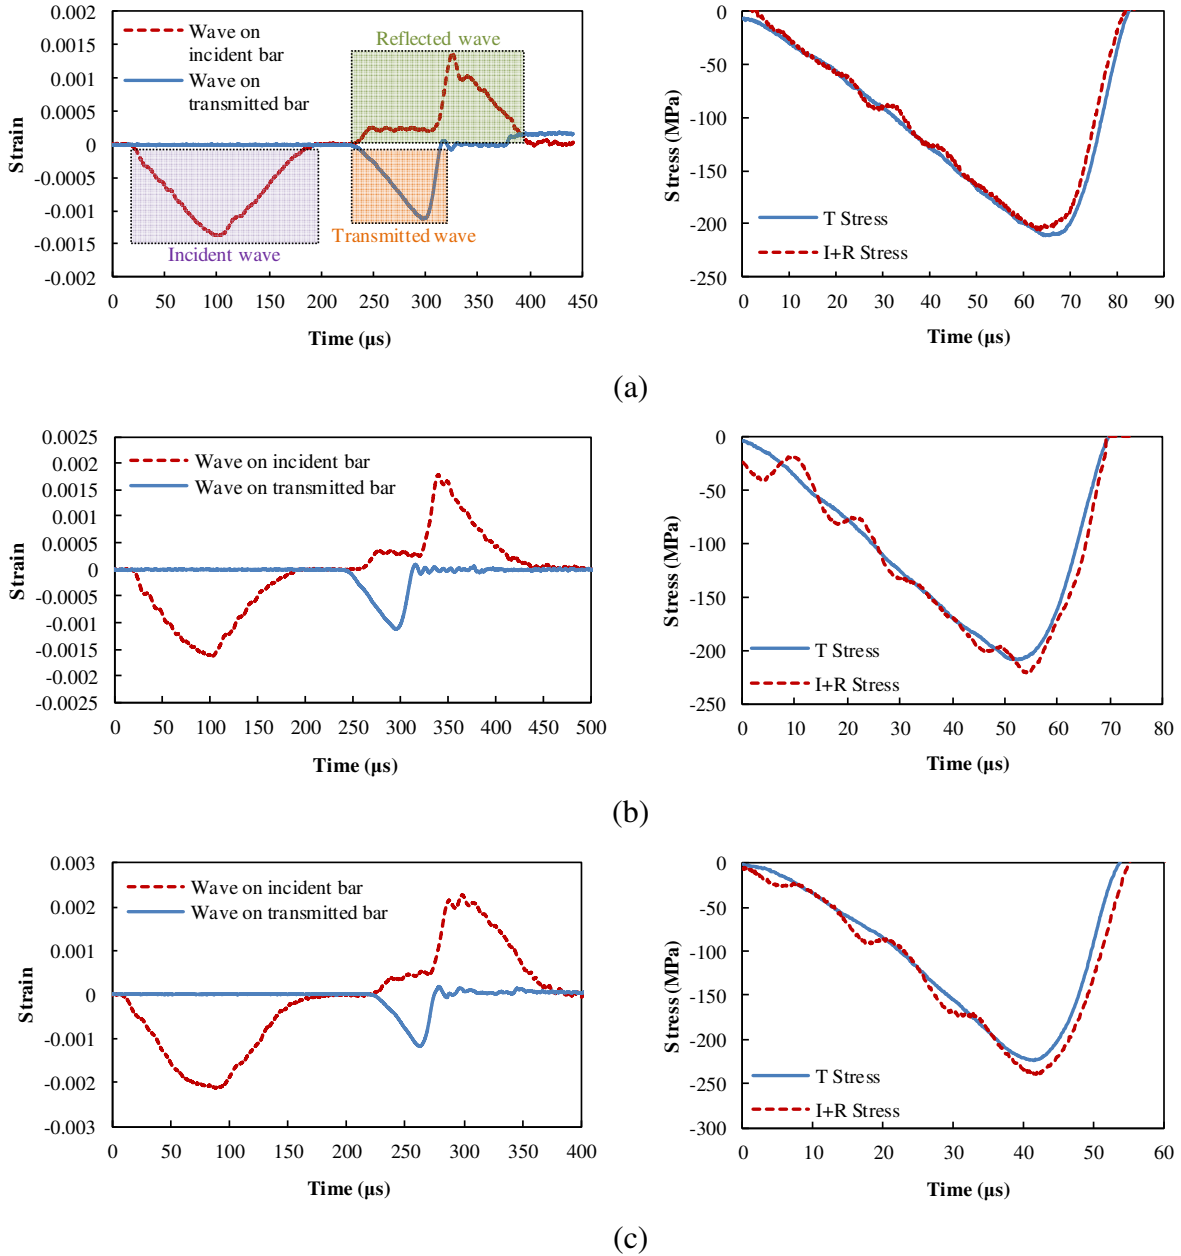 0.002
0.0015
0.001
0.0005
0
-0.0005
-0.001
-0.0015
-0.002
Strain
Wave on
incident bar
Wave on
transmitted bar
Reflected wave
Incident wave
Transmitted wave
0 50 100 150 200 250 300 350 400 450
Time (μs)
0
-50
-100
-150
-200
-250
Stress (MPa)
T Stress
I+R Stress
0 10 20 30 40 50 60 70 80 90
Time (μs)
(a)
0.0025
0.002
0.0015
0.001
0.0005
0
-0.0005
-0.001
-0.0015
-0.002
-0.0025
Strain
Wave on incident bar
Wave on transmitted bar
0 50 100 150 200 250 300 350 400 450 500
Time (μs)
0
-50
-100
-150
-200
-250
Stress (MPa)
T Stress
I+R Stress
0 10 20 30 40 50 60 70 80
Time (μs)
(b)
0.003
0.002
0.001
0
-0.001
-0.002
-0.003
Strain
Wave on incident bar
Wave on transmitted bar
0 50 100 150 200 250 300 350 400
Time (μs)
0
-50
-100
-150
-200
-250
-300
Stress (MPa)
T Stress
I+R Stress
0 10 20 30 40 50 60
Time (μs)
(c)